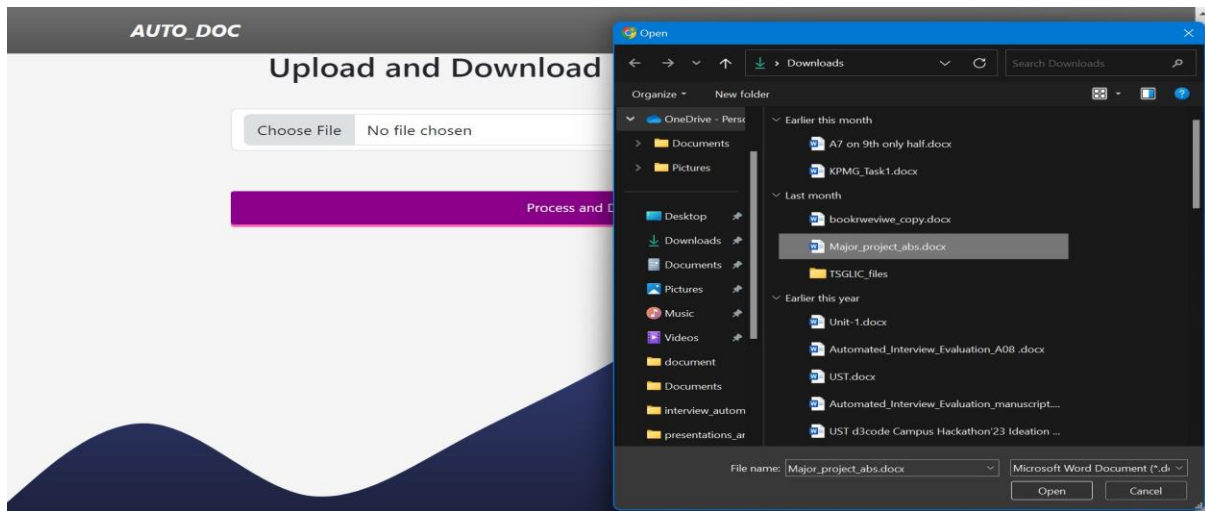 AUTO_DOC
Upload and Download
Choose File No file chosen
Process and D
Open
Downloads
Search Downloads
Organize
New folder
OneDrive - Perso
Documents
Pictures
Desktop
Downloads
Documents
Pictures
Music
Videos
document
Documents
interview_autom
presentations_ar
Earlier this month
A7 on 9th only half.docx
KPMG_Task1.docx
Last month
bookrweviwe_copy.docx
Major_project_abs.docx
TSGLIC_files
Earlier this year
Unit-1.docx
Automated_Interview_Evaluation_A08 .docx
UST.docx
Automated_Interview_Evaluation_manuscript....
UST d3code Campus Hackathon'23 Ideation ...
File name: Major_project_abs.docx
Microsoft Word Document (*.d
Open
Cancel